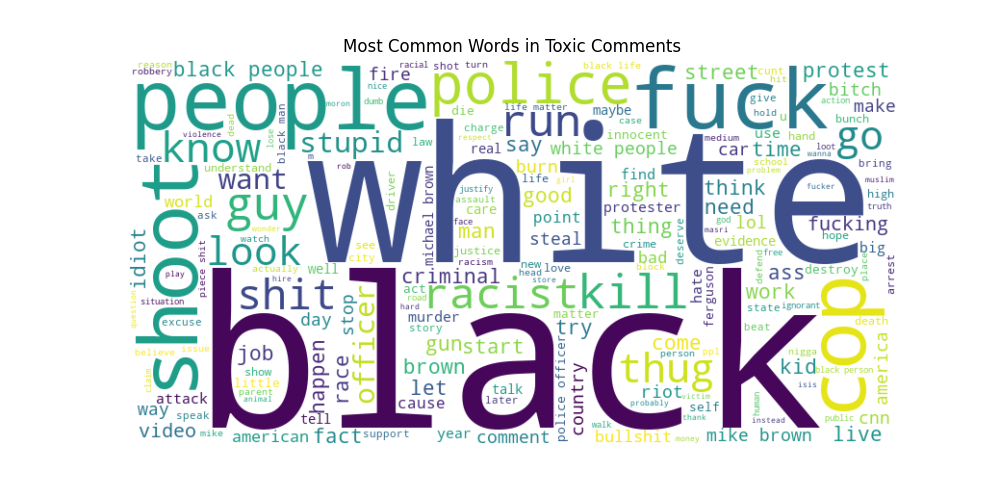 Most Common Words in Toxic Comments
reason
robbery
black people
fire
racial
shot
turn
police
black life
fuck
street
cunt
hit
protest
bitch
people
nice
moron
dumb
die
life matter
maybe
case
give
hold
u
action
bunch
make
know
violence
dead
lose
black man
stupid
law
charge
respect
real
run
say
innocent
white people
medium
use
hand
car
time
loot
wanna
go
take
understand
m
rob
burn
find
school
problem
bring
muslim
shoot
want
white
driver
michael brown
justify
life
girl
assault
good
right
think
need
fucker
high
truth
world
ask
guy
care
face
man
point
protester
thing
deserve
god
masri
lol
fucking
hope
wonder
watch
look
see
city
justice
racism
steal
crime
bad
evidence
free
big
idiot
piece shit
play
actually
hire
well
criminal
new
head
love
store
block
hate
ferguson
ass
defend
destroy
place
arrest
situation
shit
act
road
hard
racist
kill
work
state
ignorant
cop
question
excuse
day
stop
officer
murder
story
matter
try
beat
death
believe
issue
black
job
happen
race
gun
start
come
person
ppl
nigga
claim
show
little
parent
animal
brown
talk
later
police officer
country
thug
victim
kid
black person
isis
america
attack
let
cause
riot
self
probably
thank
human
instead
public
cnn
way
speak
tell
walk
video
mike
american
fact
support
year
comment
bullshit
money
mike brown
live